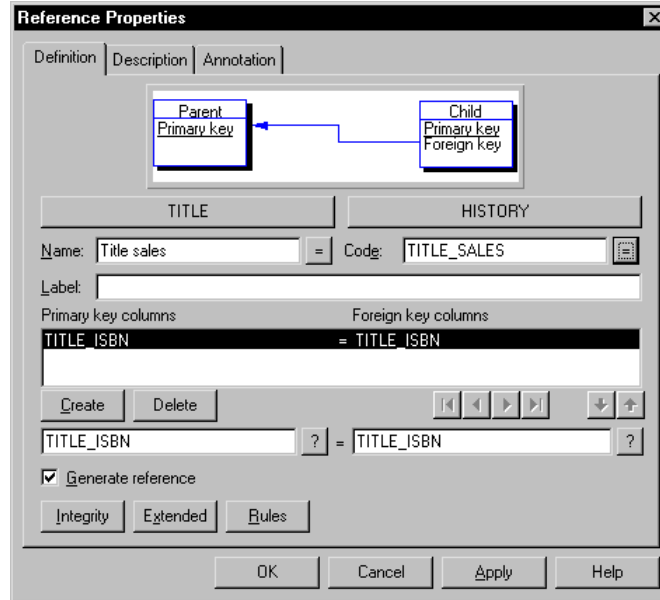 Reference Properties
Definition Description Annotation
Parent Child
Primary key Primary key
Foreign key
TITLE HISTORY
Name: Title sales = Code: TITLE_SALES =
Label:
Primary key columns Foreign key columns
TITLE_ISBN = TITLE_ISBN
Create Delete
TITLE_ISBN ? = TITLE_ISBN ?
Generate reference
Integrity Extended Rules
OK Cancel Apply Help